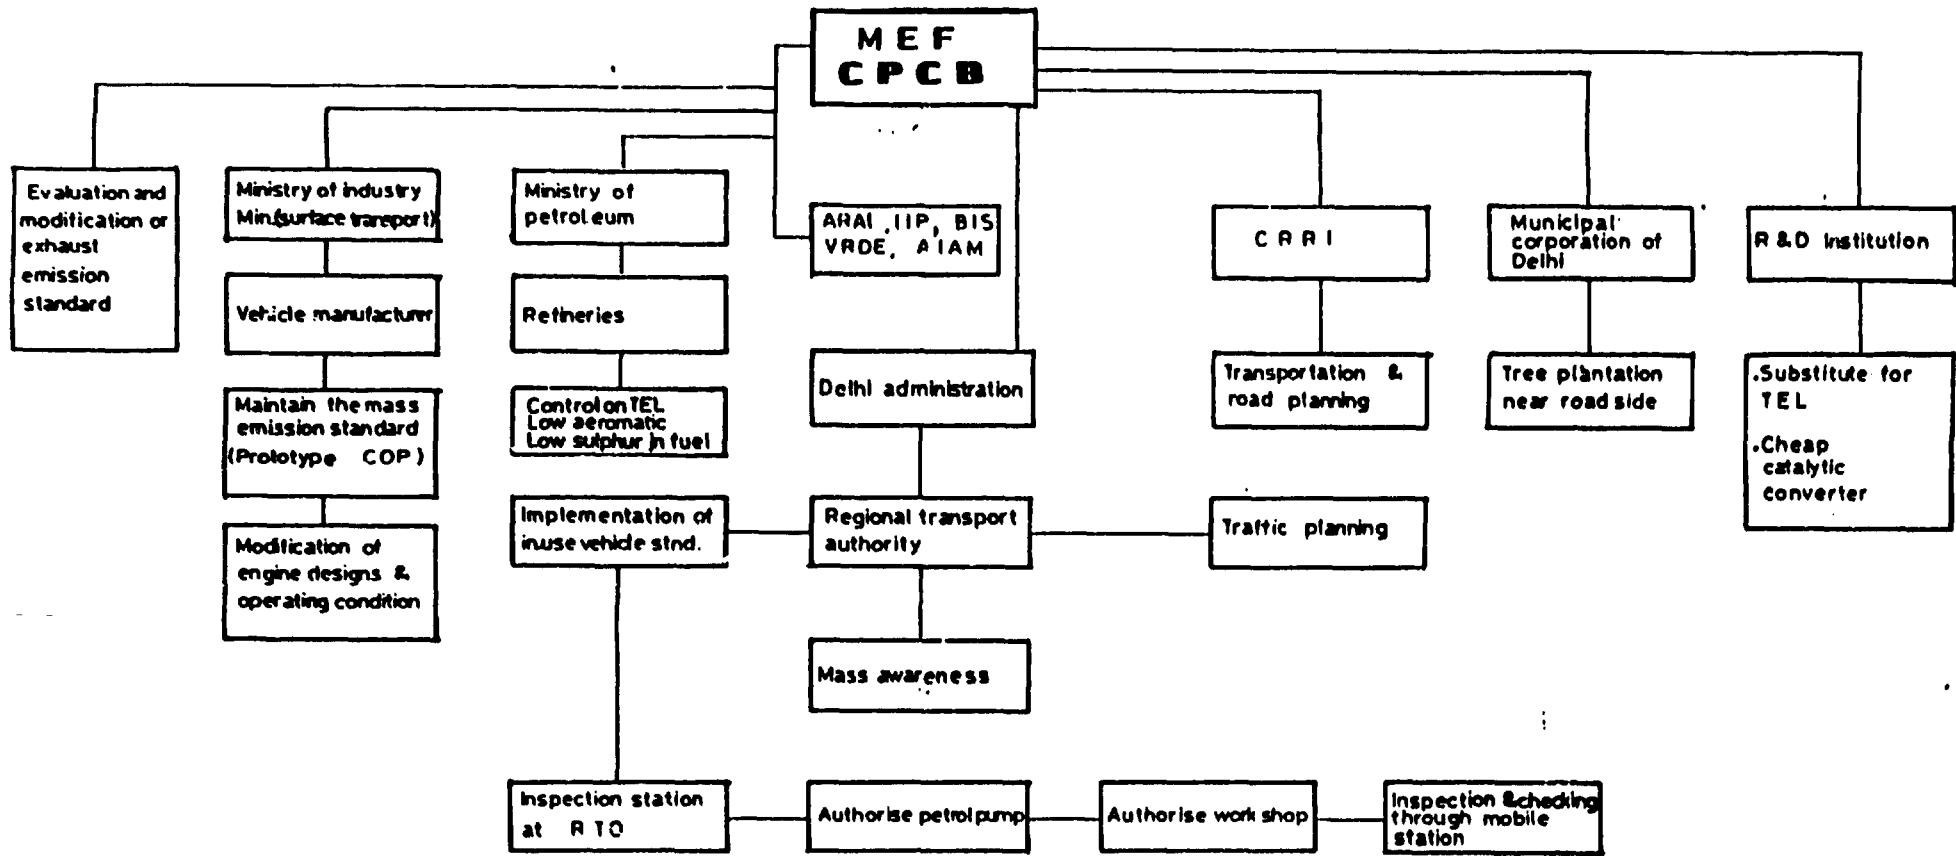 MEF
CPCB
Evaluation and
modification or
exhaust
emission
standard
Ministry of industry
Min.(surface transport)
Vehicle manufacturer
Maintain the mass
emission standard
(Prolotype COP)
Modification of
engine designs &
operating condition
Ministry of
petroleum
Refineries
Control on TEL
Low aeromatic
Low sulphur in fuel
ARAI, IIP, BIS
VRDE, AIAM
Delhi administration
CRRI
Transportation &
road planning
Municipal
corporation of
Delhi
Tree plantation
near road side
R & D Institution
.Substitute for
TEL
.Cheap
catalytic
converter
Implementation of
in.use vehicle stnd.
Regional transport
authority
Traffic planning
Mass awareness
Inspection station
at RTO
Authorise petrol pump
Authorise work shop
Inspection & checking
through mobile
station